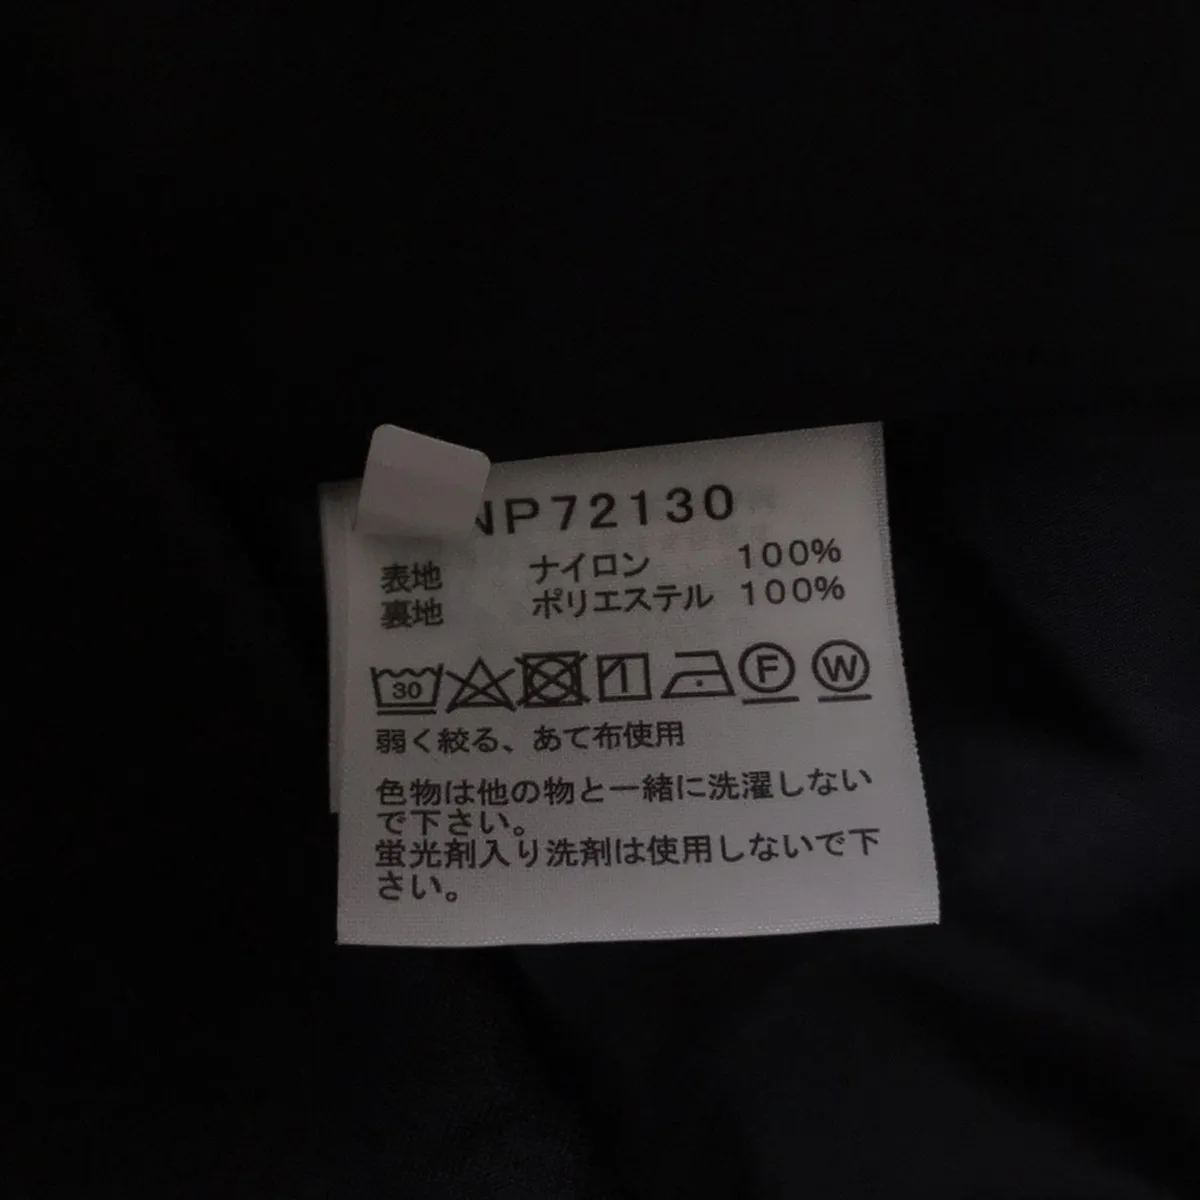 NP72130
表地 ナイロン 100%
裏地 ポリエステル 100%
30 F W
弱く絞る、あて布使用
色物は他の物と一緒に洗濯しない
で下さい。
蛍光剤入り洗剤は使用しないで下
さい。